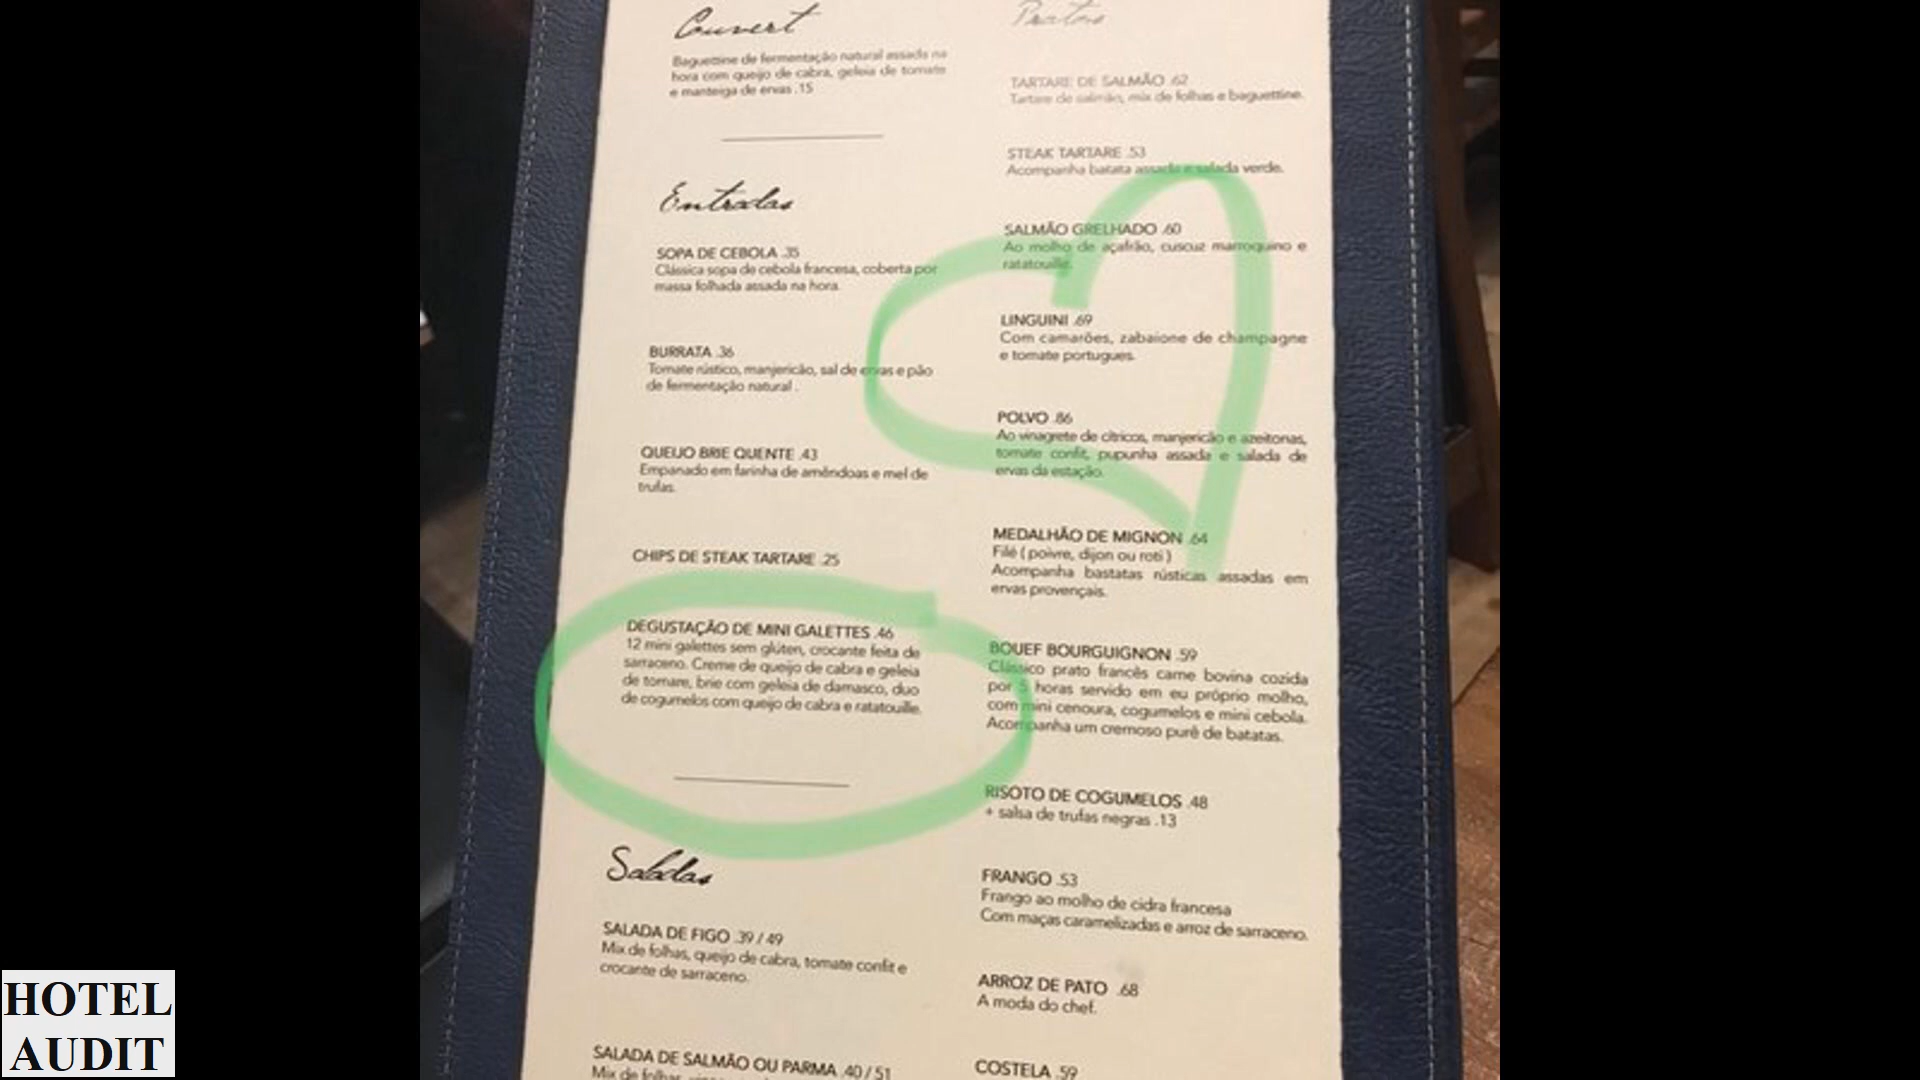 Couvert
Baguettine de fermentação natural assada na
hora com queijo de cabra, geleia de tomate
e manteiga de ervas .15
Entradas
SOPA DE CEBOLA .35
Clássica sopa de cebola francesa, coberta por
massa folhada assada na hora.
BURRATA .36
Tomate rústico, manjericão, sal de ervas e pão
de fermentação natural .
QUEIJO BRIE QUENTE .43
Empanado em farinha de amêndoas e mel de
trufas.
CHIPS DE STEAK TARTARE .25
DEGUSTAÇÃO DE MINI GALETTES .46
12 mini galettes sem glúten, crocante feita de
sarraceno. Creme de queijo de cabra e geleia
de tomare, brie com geleia de damasco, duo
de cogumelos com queijo de cabra e ratatouille.
Saladas
SALADA DE FIGO .39 / 49
Mix de folhas, queijo de cabra, tomate confit e
crocante de sarraceno.
SALADA DE SALMÃO OU PARMA .40 / 51
Mix de folhas,
Pratos
TARTARE DE SALMÃO .62
Tartare de salmão, mix de folhas e baguettine.
STEAK TARTARE .53
Acompanha batata assada e salada verde.
SALMÃO GRELHADO .60
Ao molho de açafrão, cuscuz marroquino e
ratatouille.
LINGUINI .69
Com camarões, zabaione de champagne
e tomate portugues.
POLVO .86
Ao vinagrete de cítricos, manjericão e azeitonas,
tomate confit, pupunha assada e salada de
ervas da estação.
MEDALHÃO DE MIGNON .64
Filé ( poivre, dijon ou roti )
Acompanha bastatas rústicas assadas em
ervas provençais.
BOUEF BOURGUIGNON .59
Clássico prato francês carne bovina cozida
por 5 horas servido em eu próprio molho,
com mini cenoura, cogumelos e mini cebola.
Acompanha um cremoso purê de batatas.
RISOTO DE COGUMELOS .48
+ salsa de trufas negras .13
FRANGO .53
Frango ao molho de cidra francesa
Com maças caramelizadas e arroz de sarraceno.
ARROZ DE PATO .68
A moda do chef.
COSTELA .59
HOTEL
AUDIT